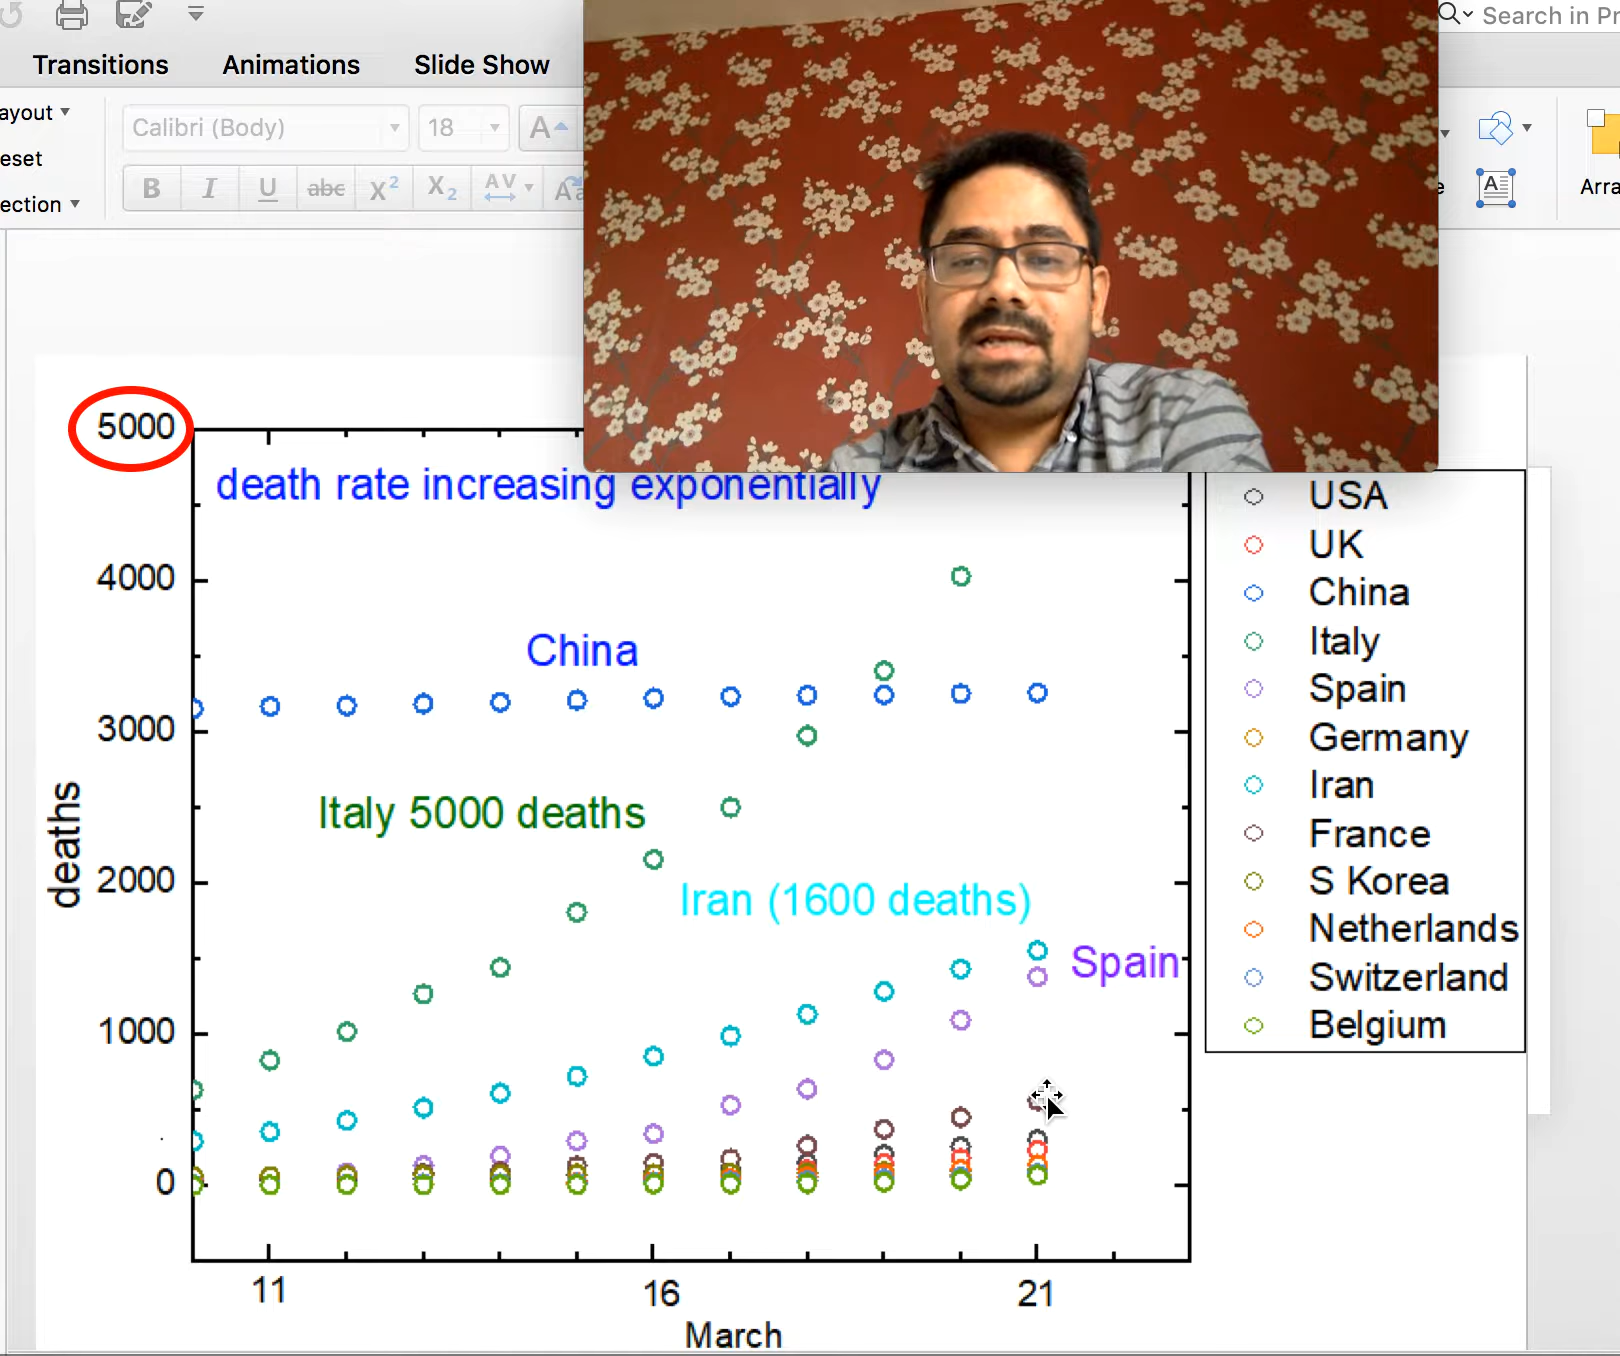 Search in Pr
Transitions Animations Slide Show
ayout
Calibri (Body) 18 A
eset
B I U abc X2 X2 AV Aa
ection
e A Arra
5000
death rate increasing exponentially
4000
China
3000
Italy 5000 deaths
2000
Iran (1600 deaths)
Spain
1000
0
deaths
11 16 21
March
USA
UK
China
Italy
Spain
Germany
Iran
France
S Korea
Netherlands
Switzerland
Belgium